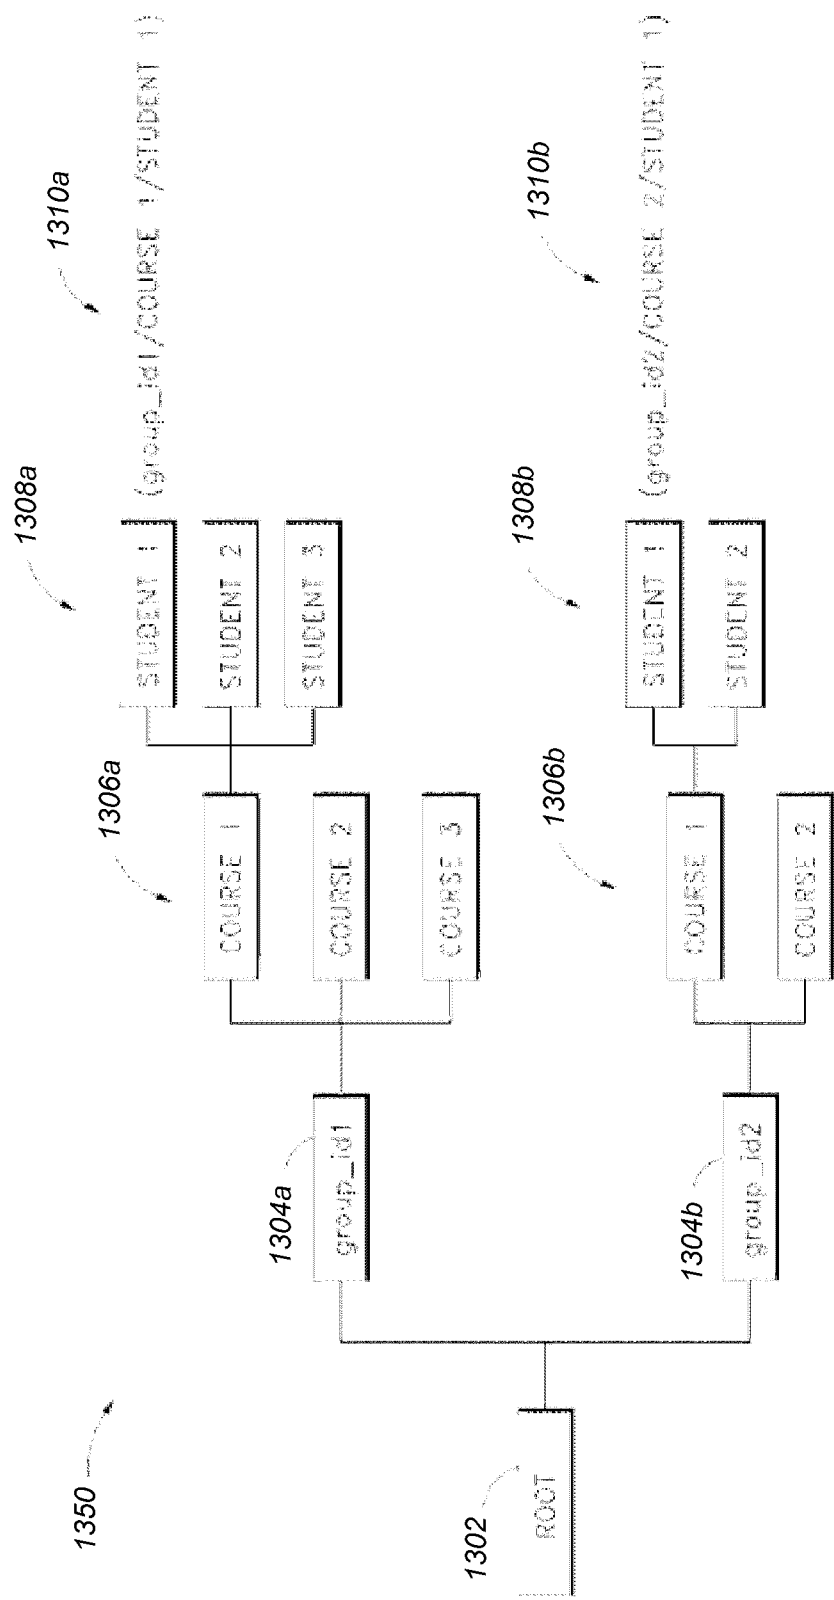 1350
1302
ROOT
1304a
group_id1
1304b
group_id2
1306a
COURSE 1
COURSE 2
COURSE 3
1306b
COURSE 1
COURSE 2
1308a
STUDENT 1
STUDENT 2
STUDENT 3
1308b
STUDENT 1
STUDENT 2
1310a
(group_id1/COURSE 1/STUDENT 1)
1310b
(group_id2/COURSE 2/STUDENT 1)